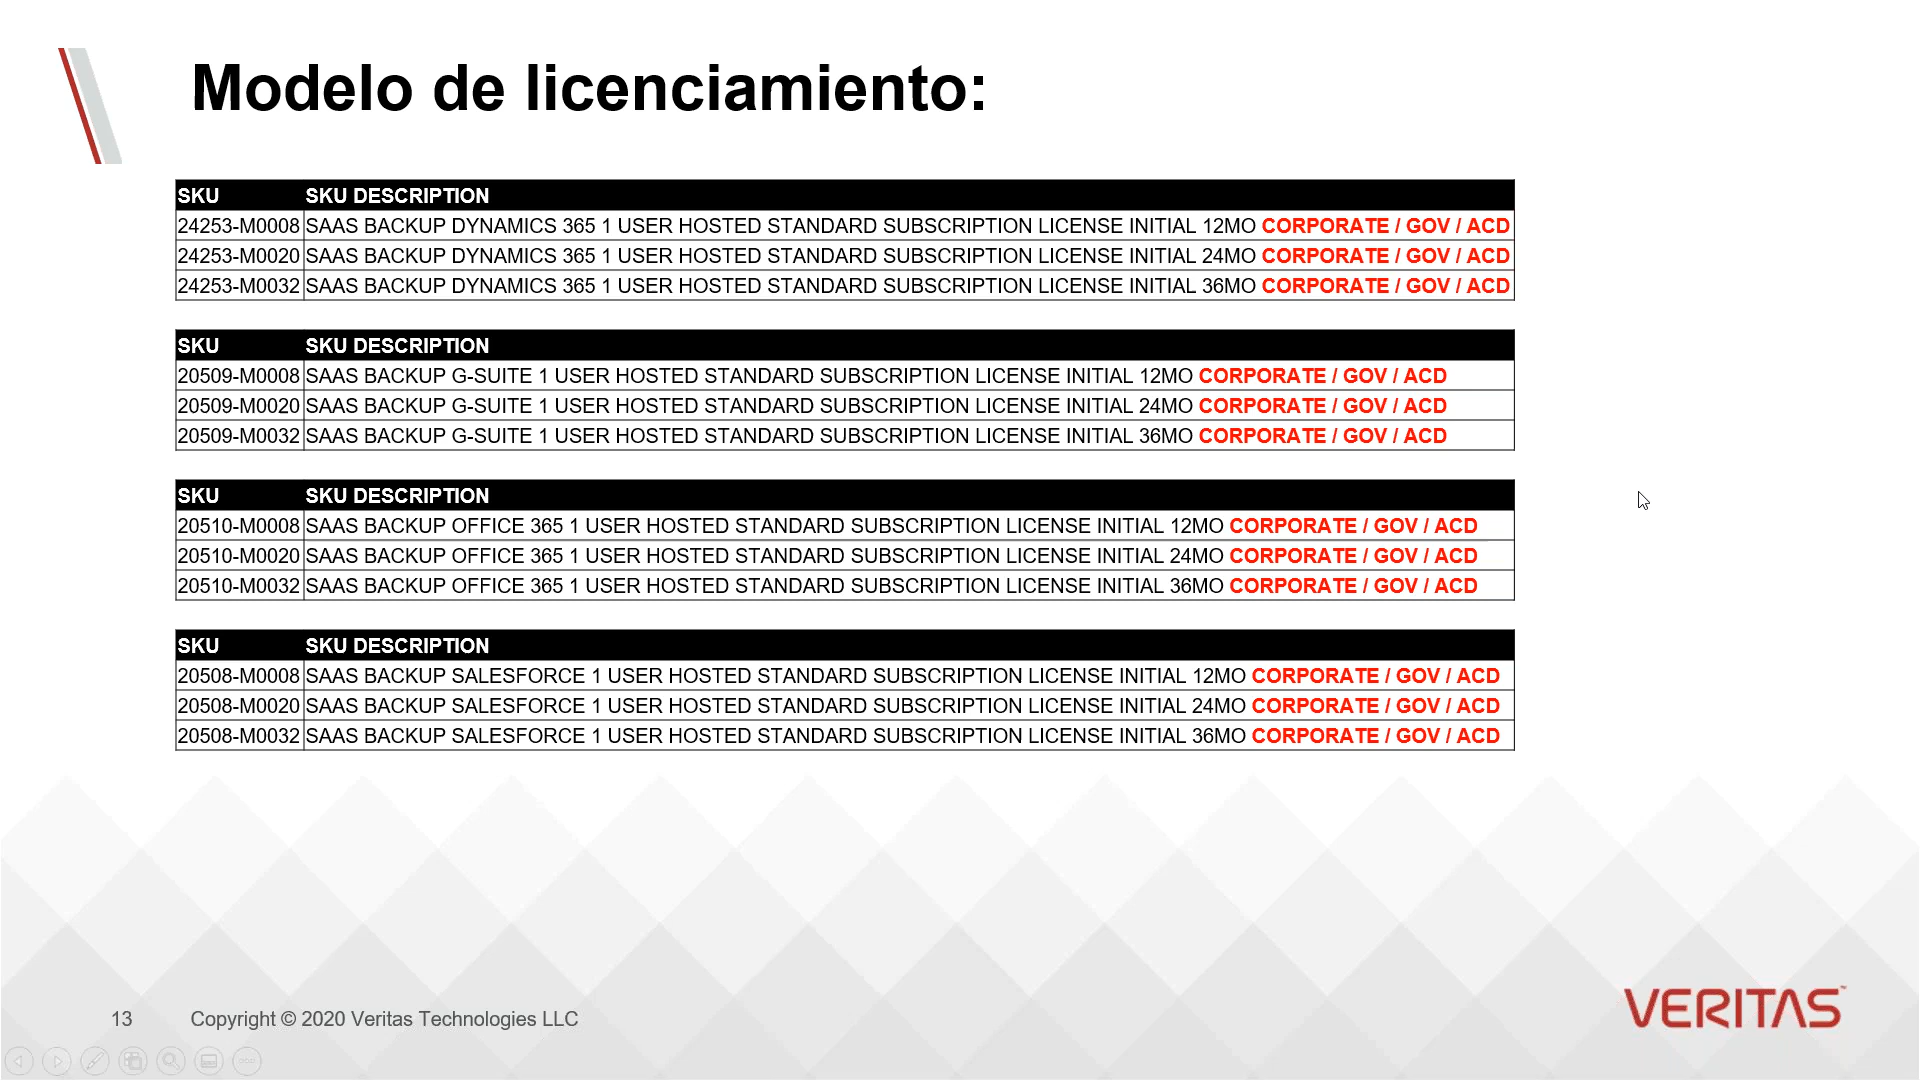 Modelo de licenciamiento:
SKU SKU DESCRIPTION
24253-M0008 SAAS BACKUP DYNAMICS 365 1 USER HOSTED STANDARD SUBSCRIPTION LICENSE INITIAL 12MO CORPORATE / GOV / ACD
24253-M0020 SAAS BACKUP DYNAMICS 365 1 USER HOSTED STANDARD SUBSCRIPTION LICENSE INITIAL 24MO CORPORATE / GOV / ACD
24253-M0032 SAAS BACKUP DYNAMICS 365 1 USER HOSTED STANDARD SUBSCRIPTION LICENSE INITIAL 36MO CORPORATE / GOV / ACD
SKU SKU DESCRIPTION
20509-M0008 SAAS BACKUP G-SUITE 1 USER HOSTED STANDARD SUBSCRIPTION LICENSE INITIAL 12MO CORPORATE / GOV / ACD
20509-M0020 SAAS BACKUP G-SUITE 1 USER HOSTED STANDARD SUBSCRIPTION LICENSE INITIAL 24MO CORPORATE / GOV / ACD
20509-M0032 SAAS BACKUP G-SUITE 1 USER HOSTED STANDARD SUBSCRIPTION LICENSE INITIAL 36MO CORPORATE / GOV / ACD
SKU SKU DESCRIPTION
20510-M0008 SAAS BACKUP OFFICE 365 1 USER HOSTED STANDARD SUBSCRIPTION LICENSE INITIAL 12MO CORPORATE / GOV / ACD
20510-M0020 SAAS BACKUP OFFICE 365 1 USER HOSTED STANDARD SUBSCRIPTION LICENSE INITIAL 24MO CORPORATE / GOV / ACD
20510-M0032 SAAS BACKUP OFFICE 365 1 USER HOSTED STANDARD SUBSCRIPTION LICENSE INITIAL 36MO CORPORATE / GOV / ACD
SKU SKU DESCRIPTION
20508-M0008 SAAS BACKUP SALESFORCE 1 USER HOSTED STANDARD SUBSCRIPTION LICENSE INITIAL 12MO CORPORATE / GOV / ACD
20508-M0020 SAAS BACKUP SALESFORCE 1 USER HOSTED STANDARD SUBSCRIPTION LICENSE INITIAL 24MO CORPORATE / GOV / ACD
20508-M0032 SAAS BACKUP SALESFORCE 1 USER HOSTED STANDARD SUBSCRIPTION LICENSE INITIAL 36MO CORPORATE / GOV / ACD
13 Copyright © 2020 Veritas Technologies LLC
VERITAS™